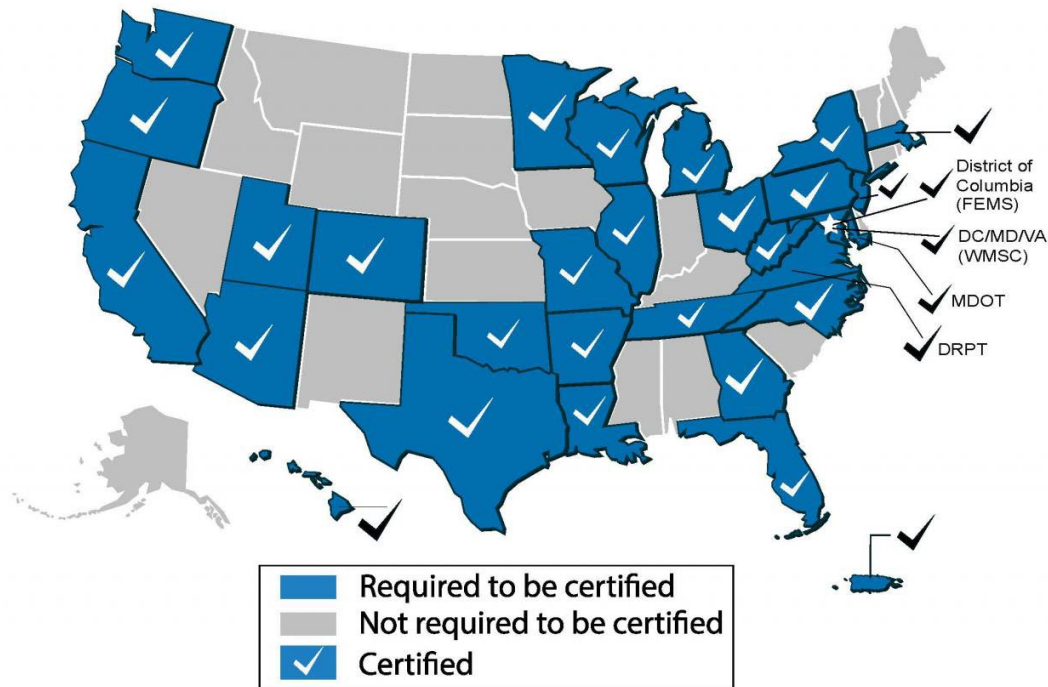 District of
Columbia
(FEMS)
DC/MD/VA
(WMSC)
MDOT
DRPT
Required to be certified
Not required to be certified
Certified